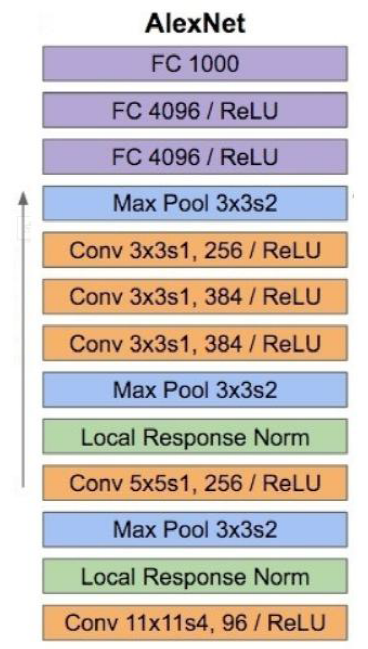 AlexNet
FC 1000
FC 4096 / ReLU
FC 4096 / ReLU
Max Pool 3x3s2
Conv 3x3s1, 256 / ReLU
Conv 3x3s1, 384 / ReLU
Conv 3x3s1, 384 / ReLU
Max Pool 3x3s2
Local Response Norm
Conv 5x5s1, 256 / ReLU
Max Pool 3x3s2
Local Response Norm
Conv 11x11s4, 96 / ReLU